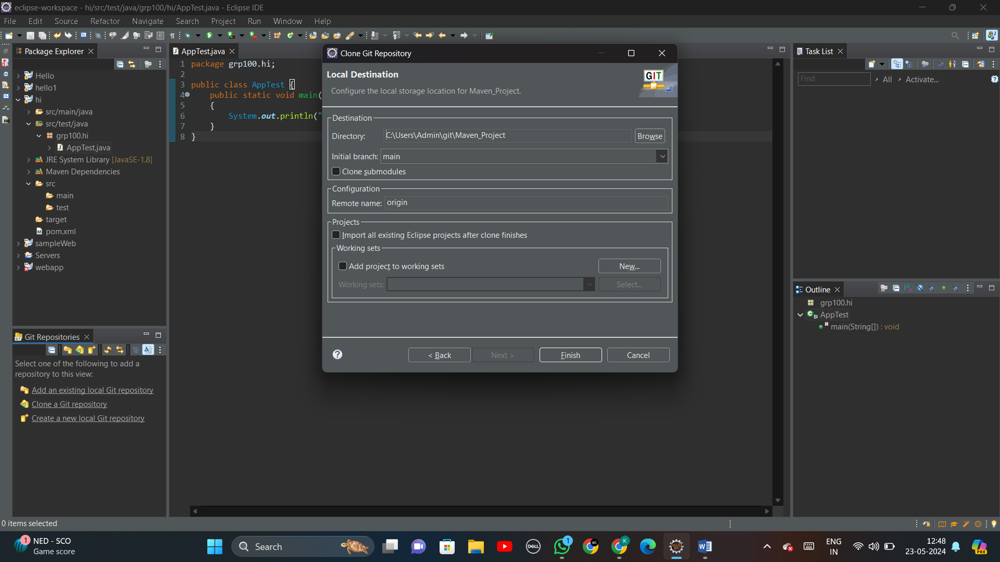 eclipse-workspace - hi/src/test/java/grp100/hi/AppTest.java - Eclipse IDE
File Edit Source Refactor Navigate Search Project Run Window Help
Package Explorer
Hello
hello1
hi
src/main/java
src/test/java
grp100.hi
AppTest.java
JRE System Library [JavaSE-1.8]
Maven Dependencies
src
main
test
target
pom.xml
sampleWeb
Servers
webapp
Git Repositories
Select one of the following to add a
repository to this view:
Add an existing local Git repository
Clone a Git repository
Create a new local Git repository
AppTest.java
1 package grp100.hi;
2
3 public class AppTest {
4 public static void main(
5 {
6 System.out.println("
7 }
8 }
Clone Git Repository
Local Destination
Configure the local storage location for Maven_Project.
GIT
Destination
Directory: C:\Users\Admin\git\Maven_Project Browse
Initial branch: main
Clone submodules
Configuration
Remote name: origin
Projects
Import all existing Eclipse projects after clone finishes
Working sets
Add project to working sets New...
Working sets: Select...
< Back Next > Finish Cancel
Task List
Find All Activate...
Outline
grp100.hi
AppTest
main(String[]) : void
0 items selected
1 NED - SCO
Game score
Search
DELL
1
K
ENG
IN
12:48
23-05-2024
PRE